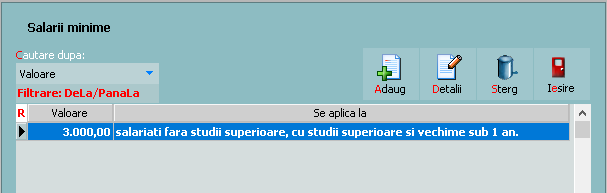 Salarii minime
Cautare dupa:
Valoare
Filtrare: DeLa/PanaLa
Adaug
Detalii
Sterg
Iesire
R Valoare Se aplica la
3.000,00 salariati fara studii superioare, cu studii superioare si vechime sub 1 an.